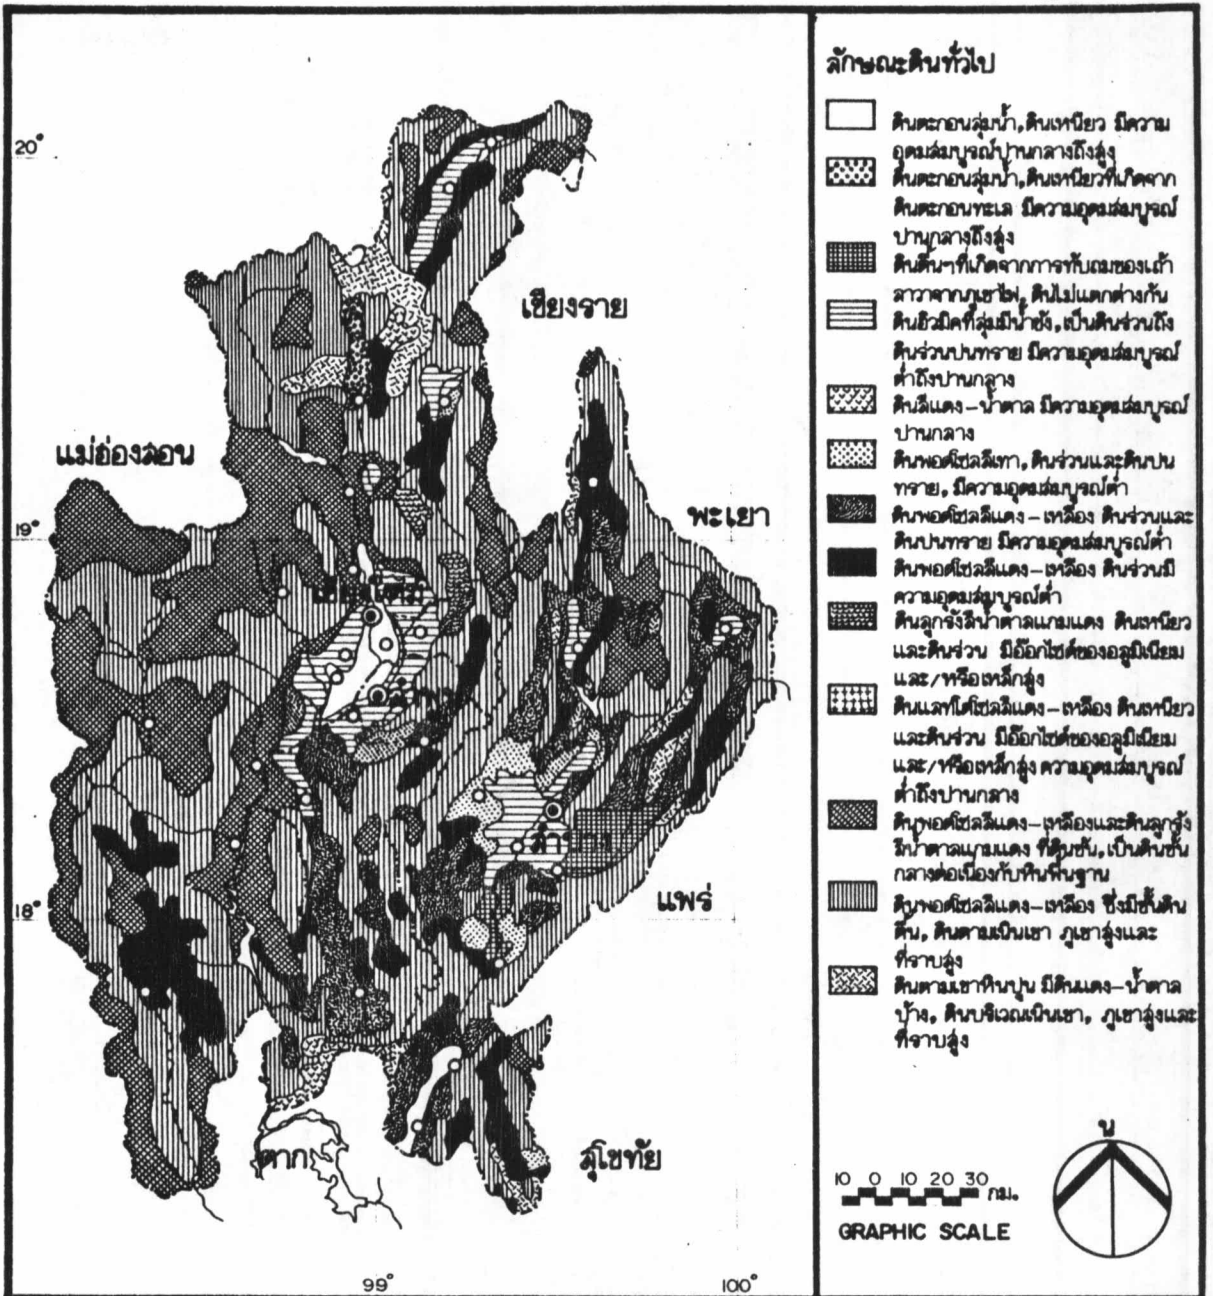 20°
เชียงราย
แม่ฮ่องสอน
19°
พะเยา
เชียงใหม่
ลำพูน
ลำปาง
แพร่
18°
ตาก
สุโขทัย
99°
100°
ลักษณะดินทั่วไป
ดินตะกอนลุ่มน้ำ,ดินเหนียว มีความ
อุดมสมบูรณ์ปานกลางถึงสูง
ดินตะกอนลุ่มน้ำ,ดินเหนียวที่เกิดจาก
ดินตะกอนทะเล มีความอุดมสมบูรณ์
ปานกลางถึงสูง
ดินตื้นๆที่เกิดจากการทับถมของเถ้า
ลาวาจากภูเขาไฟ, ดินไม่แตกต่างกัน
ดินฮิวมิคที่ลุ่มมีน้ำขัง,เป็นดินร่วนถึง
ดินร่วนปนทราย มีความอุดมสมบูรณ์
ต่ำถึงปานกลาง
ดินสีแดง-น้ำตาล มีความอุดมสมบูรณ์
ปานกลาง
ดินพอตโซลสีเทา,ดินร่วนและดินปน
ทราย,มีความอุดมสมบูรณ์ต่ำ
ดินพอตโซลสีแดง-เหลือง ดินร่วนและ
ดินปนทราย มีความอุดมสมบูรณ์ต่ำ
ดินพอตโซลสีแดง-เหลือง ดินร่วนมี
ความอุดมสมบูรณ์ต่ำ
ดินลูกรังสีน้ำตาลแกมแดง ดินเหนียว
และดินร่วน มีอ๊อกไซด์ของอลูมิเนียม
และ/หรือเหล็กสูง
ดินแลทโตโซลสีแดง-เหลือง ดินเหนียว
และดินร่วน มีอ๊อกไซด์ของอลูมิเนียม
และ/หรือเหล็กสูง ความอุดมสมบูรณ์
ต่ำถึงปานกลาง
ดินพอตโซลสีแดง-เหลืองและดินลูกรัง
สีน้ำตาลแกมแดง ที่ดินชัน,เป็นดินชั้น
กลางต่อเนื่องกับหินพื้นฐาน
ดินพอตโซลสีแดง-เหลือง ซึ่งมีชั้นดิน
ตื้น, ดินตามเนินเขา ภูเขาสูงและ
ที่ราบสูง
ดินตามเขาหินปูน มีดินแดง-น้ำตาล
บ้าง, ดินบริเวณเนินเขา, ภูเขาสูงและ
ที่ราบสูง
น
10 0 10 20 30 กม.
GRAPHIC SCALE